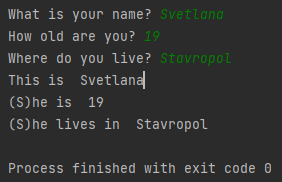 What is your name? Svetlana
How old are you? 19
Where do you live? Stavropol
This is  Svetlana
(S)he is  19
(S)he lives in  Stavropol
Process finished with exit code 0